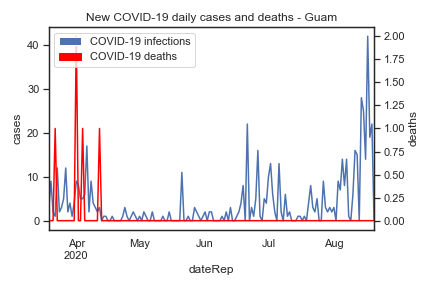 New COVID-19 daily cases and deaths - Guam
COVID-19 infections
COVID-19 deaths
40
30
20
10
0
cases
2.00
1.75
1.50
1.25
1.00
0.75
0.50
0.25
0.00
deaths
Apr May Jun Jul Aug
2020
dateRep